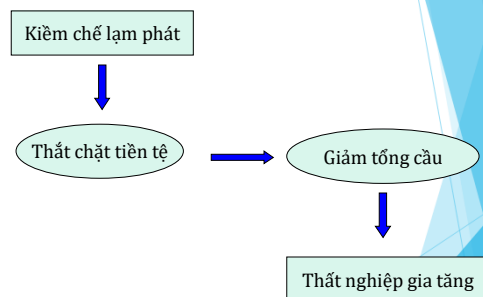 Kiềm chế lạm phát
Thắt chặt tiền tệ
Giảm tổng cầu
Thất nghiệp gia tăng